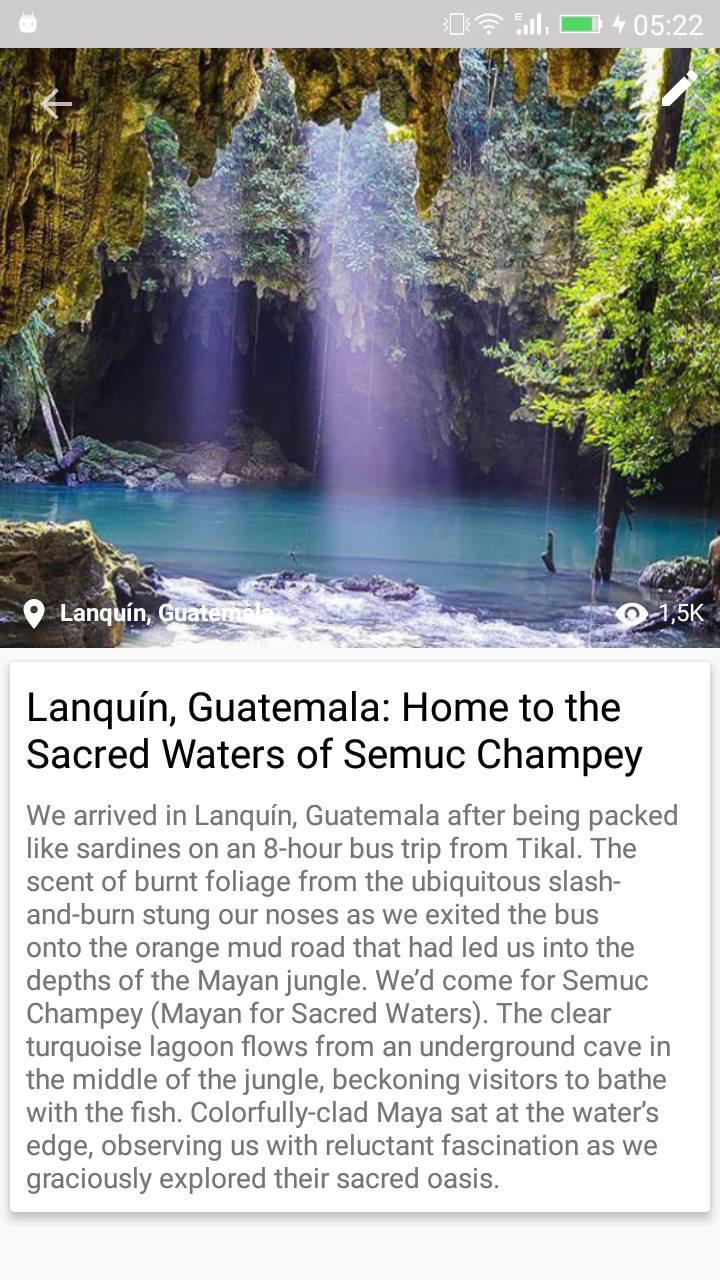 E
05:22
Lanquín, Guatemala
1,5K
Lanquín, Guatemala: Home to the
Sacred Waters of Semuc Champey
We arrived in Lanquín, Guatemala after being packed
like sardines on an 8-hour bus trip from Tikal. The
scent of burnt foliage from the ubiquitous slash-
and-burn stung our noses as we exited the bus
onto the orange mud road that had led us into the
depths of the Mayan jungle. We’d come for Semuc
Champey (Mayan for Sacred Waters). The clear
turquoise lagoon flows from an underground cave in
the middle of the jungle, beckoning visitors to bathe
with the fish. Colorfully-clad Maya sat at the water’s
edge, observing us with reluctant fascination as we
graciously explored their sacred oasis.